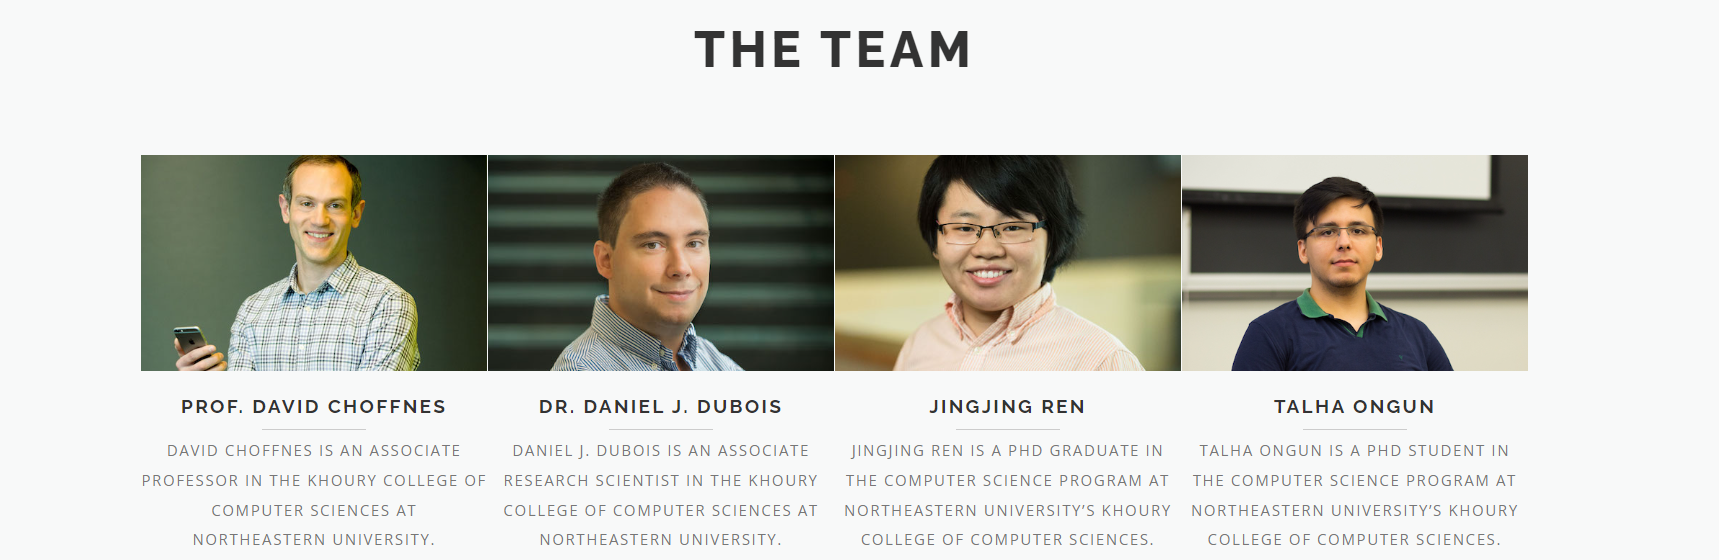 THE TEAM
PROF. DAVID CHOFFNES
DAVID CHOFFNES IS AN ASSOCIATE
PROFESSOR IN THE KHOURY COLLEGE OF
COMPUTER SCIENCES AT
NORTHEASTERN UNIVERSITY.
DR. DANIEL J. DUBOIS
DANIEL J. DUBOIS IS AN ASSOCIATE
RESEARCH SCIENTIST IN THE KHOURY
COLLEGE OF COMPUTER SCIENCES AT
NORTHEASTERN UNIVERSITY.
JINGJING REN
JINGJING REN IS A PHD GRADUATE IN
THE COMPUTER SCIENCE PROGRAM AT
NORTHEASTERN UNIVERSITY’S KHOURY
COLLEGE OF COMPUTER SCIENCES.
TALHA ONGUN
TALHA ONGUN IS A PHD STUDENT IN
THE COMPUTER SCIENCE PROGRAM AT
NORTHEASTERN UNIVERSITY’S KHOURY
COLLEGE OF COMPUTER SCIENCES.